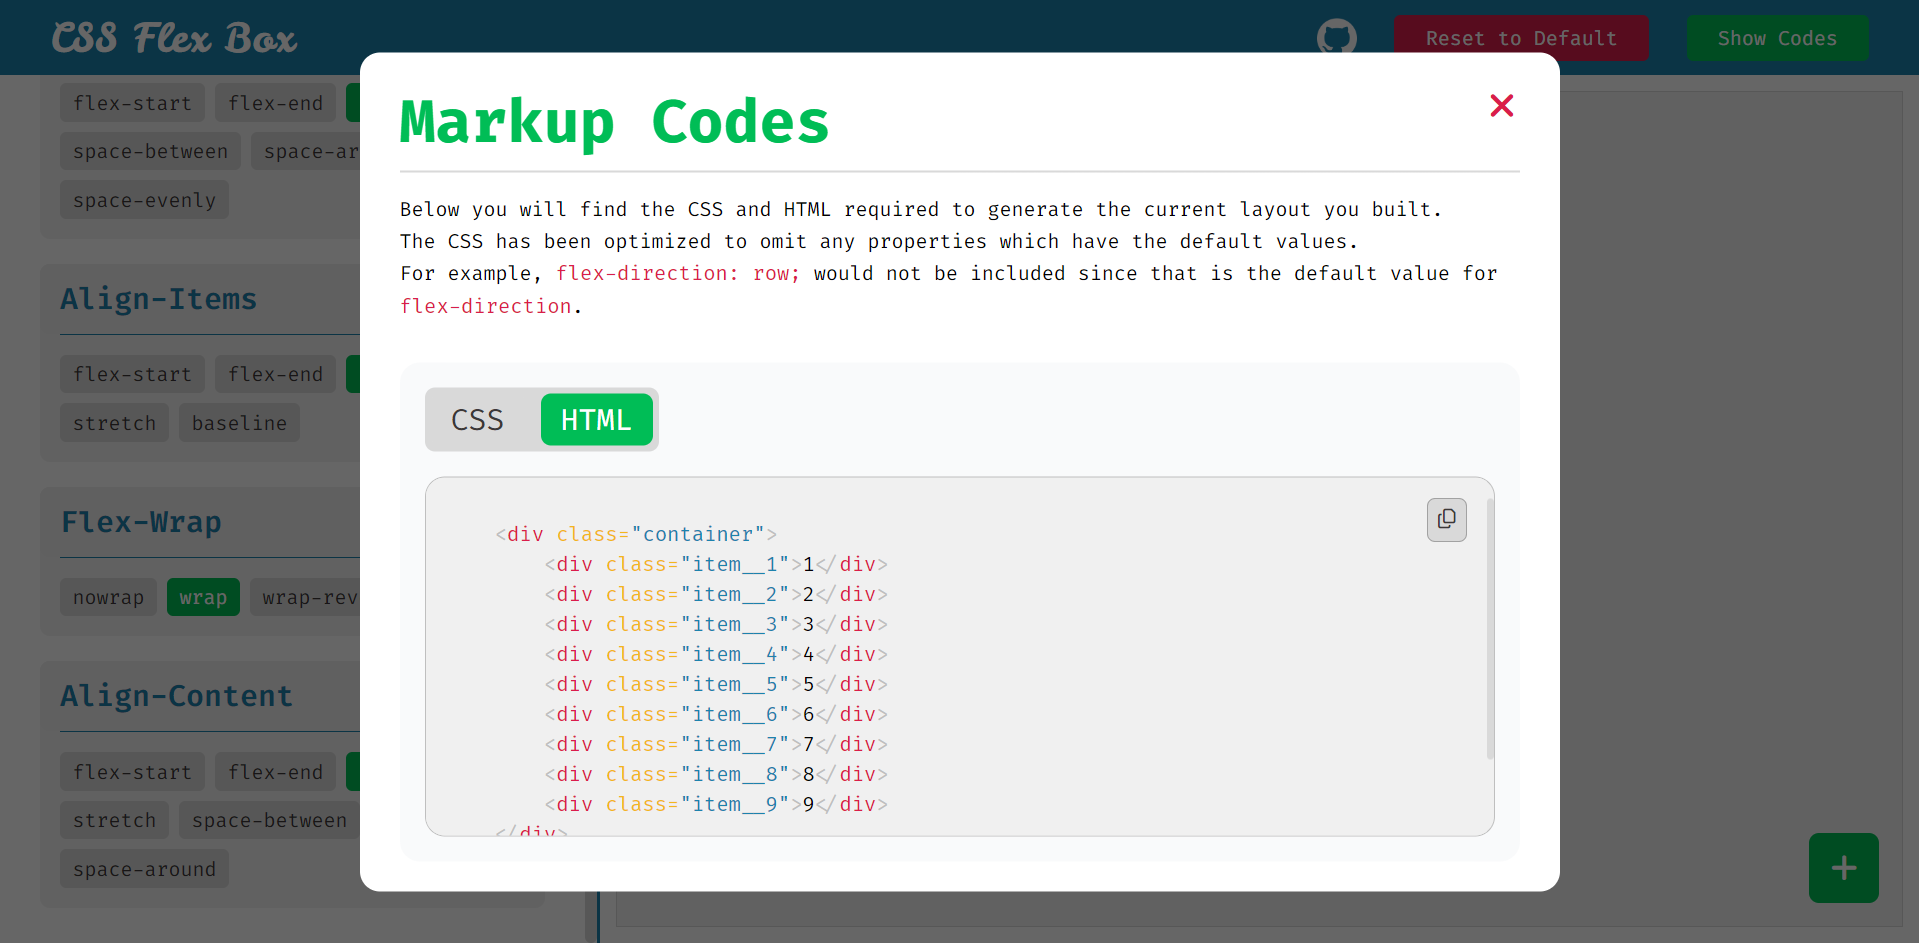 CSS Flex Box
Reset to Default
Show Codes
flex-start flex-end
space-between space-ar
space-evenly
Align-Items
flex-start flex-end
stretch baseline
Flex-Wrap
nowrap wrap wrap-rev
Align-Content
flex-start flex-end
stretch space-between
space-around
Markup Codes
Below you will find the CSS and HTML required to generate the current layout you built.
The CSS has been optimized to omit any properties which have the default values.
For example, flex-direction: row; would not be included since that is the default value for
flex-direction.
CSS HTML
<div class="container">
<div class="item__1">1</div>
<div class="item__2">2</div>
<div class="item__3">3</div>
<div class="item__4">4</div>
<div class="item__5">5</div>
<div class="item__6">6</div>
<div class="item__7">7</div>
<div class="item__8">8</div>
<div class="item__9">9</div>
</div>
+